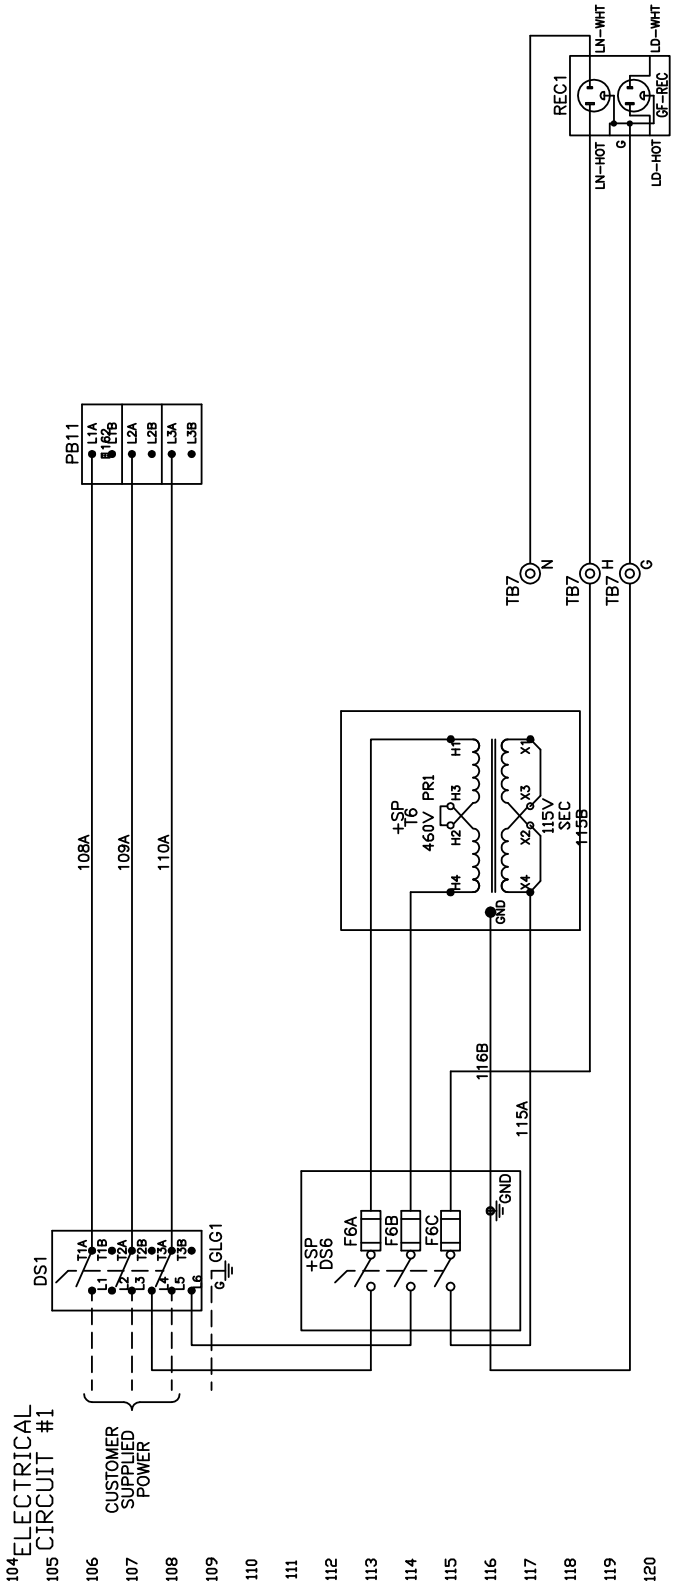 ELECTRICAL
CIRCUIT #1
104
105
106
107
108
109
110
111
112
113
114
115
116
117
118
119
120
CUSTOMER
SUPPLIED
POWER
DS1
L1
L2
L3
L4
L5
L6
T1A
T1B
T2A
T2B
T3A
T3B
G
GLG1
108A
109A
110A
PB11
L1A
L1B
L2A
L2B
L3A
L3B
+SP
DS6
F6A
F6B
F6C
GND
116B
115A
+SP
T6
460V PR1
H4
H2
H3
H1
X4
X2
X3
X1
GND
115V
SEC
115B
TB7
N
TB7
H
TB7
G
REC1
LN-HOT
LN-WHT
G
GF-REC
LD-HOT
LD-WHT